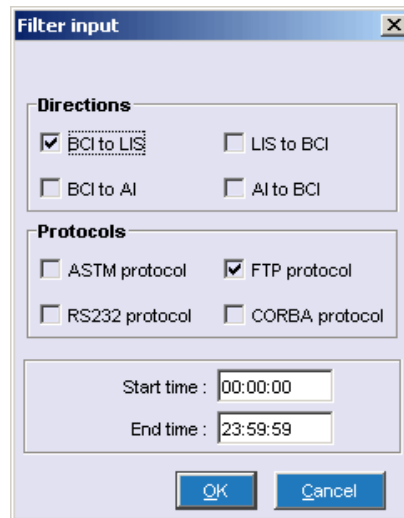 Filter input
Directions
BCI to LIS LIS to BCI
BCI to AI AI to BCI
Protocols
ASTM protocol FTP protocol
RS232 protocol CORBA protocol
Start time : 00:00:00
End time : 23:59:59
OK Cancel